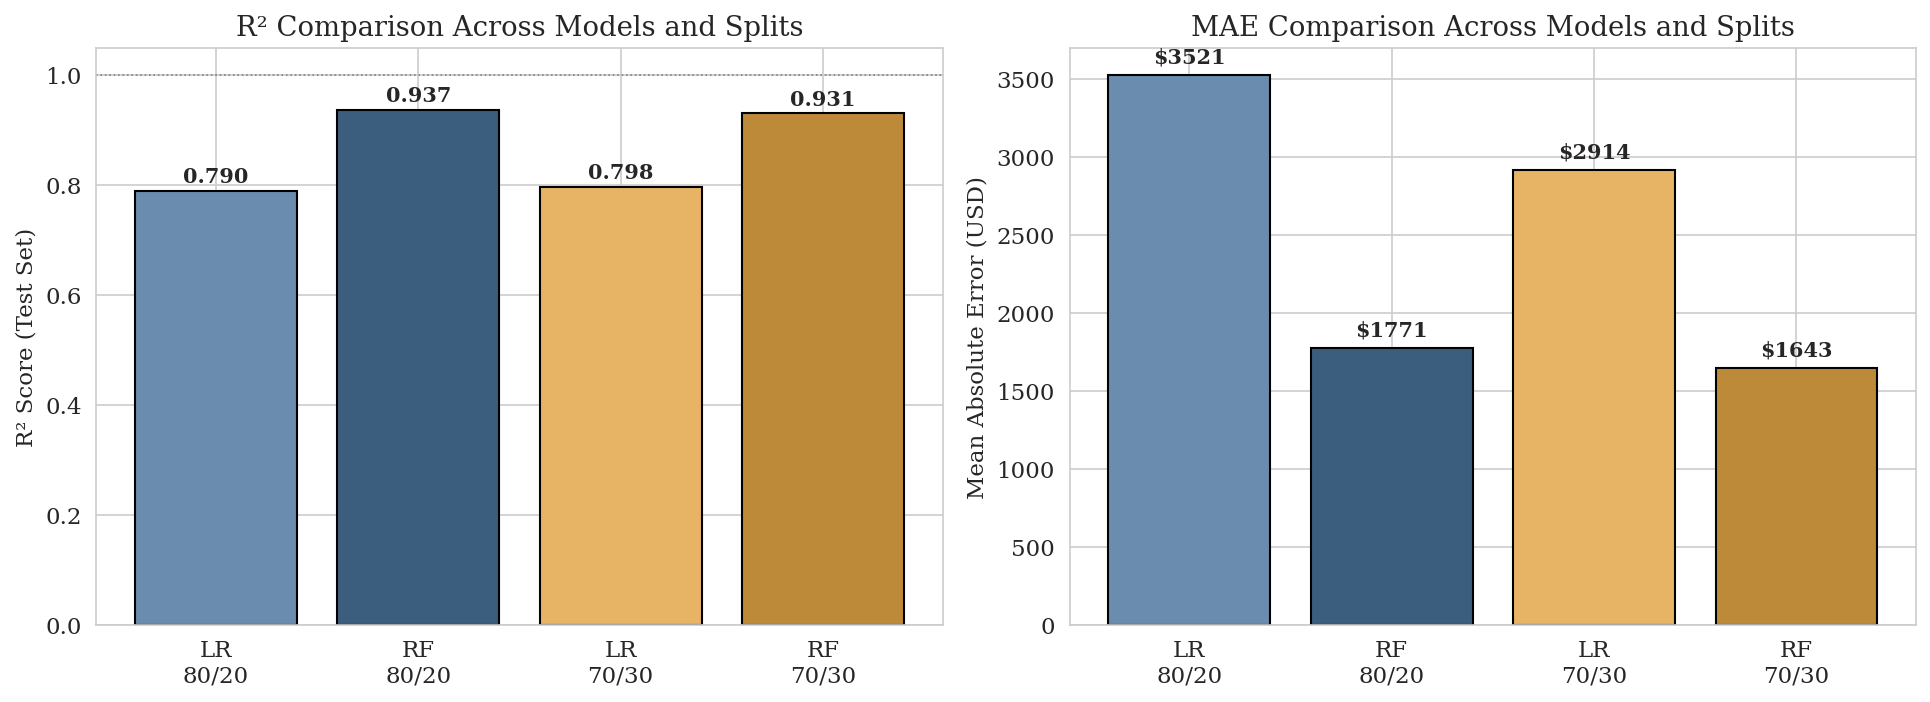 R² Comparison Across Models and Splits
R² Score (Test Set)
1.0
0.8
0.6
0.4
0.2
0.0
0.790
0.937
0.798
0.931
LR
80/20
RF
80/20
LR
70/30
RF
70/30
MAE Comparison Across Models and Splits
Mean Absolute Error (USD)
3500
3000
2500
2000
1500
1000
500
0
$3521
$1771
$2914
$1643
LR
80/20
RF
80/20
LR
70/30
RF
70/30